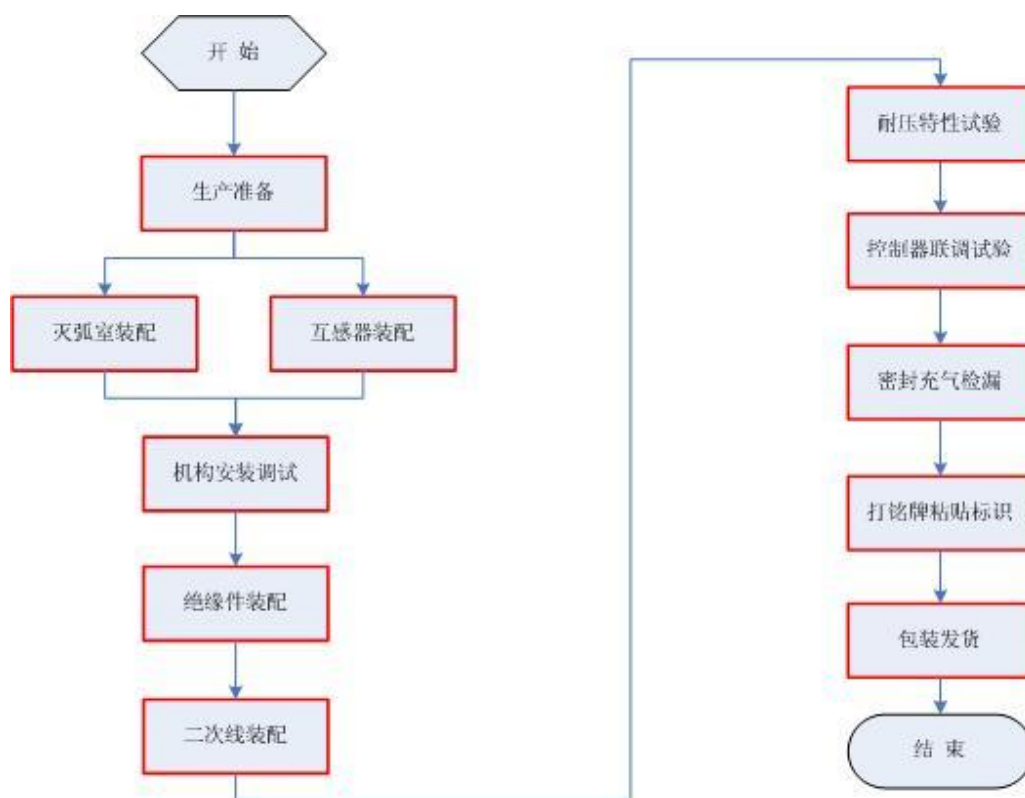 开 始
生产准备
灭弧室装配
互感器装配
机构安装调试
绝缘件装配
二次线装配
耐压特性试验
控制器联调试验
密封充气检漏
打铭牌粘贴标识
包装发货
结 束